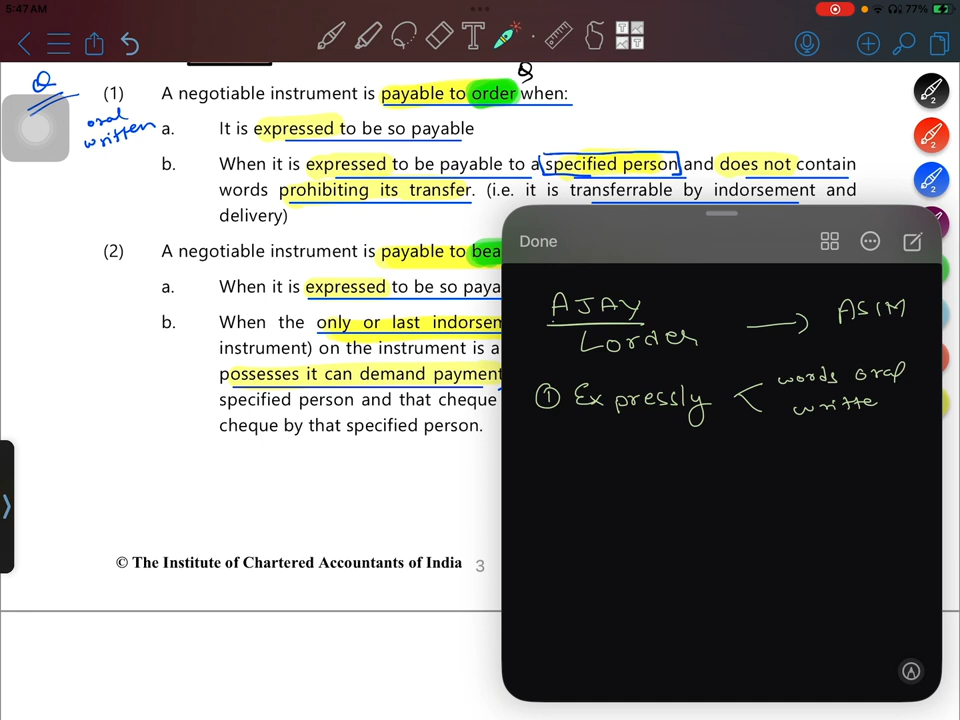 5:47 AM
77%
Q
(1) A negotiable instrument is payable to order when:
oral
written
a. It is expressed to be so payable
b. When it is expressed to be payable to a specified person and does not contain
words prohibiting its transfer. (i.e. it is transferrable by indorsement and
delivery)
(2) A negotiable instrument is payable to bea
a. When it is expressed to be so paya
b. When the only or last indorsem
instrument) on the instrument is a
possesses it can demand payment
specified person and that cheque
cheque by that specified person.
© The Institute of Chartered Accountants of India 3
Done
AJAY → ASIM
order
① Expressly < words oral
writte
2
2
2